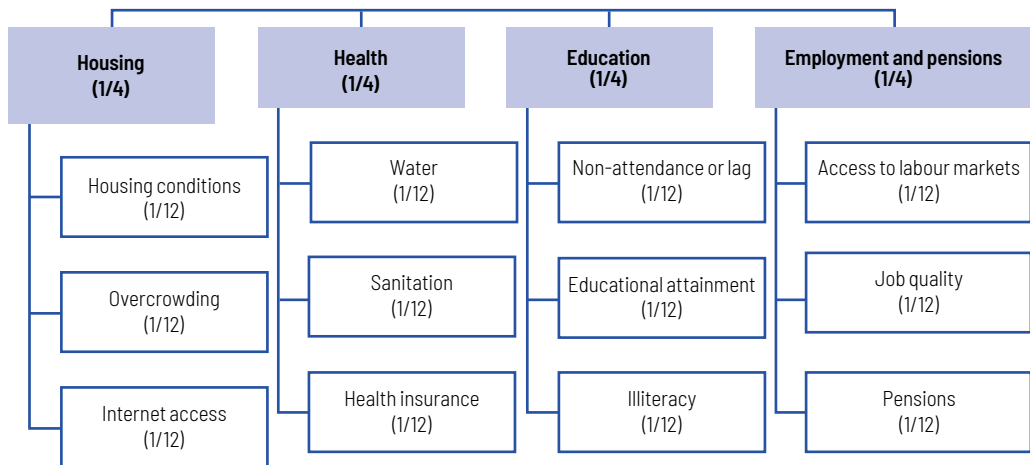 Housing
(1/4)
Housing conditions
(1/12)
Overcrowding
(1/12)
Internet access
(1/12)
Health
(1/4)
Water
(1/12)
Sanitation
(1/12)
Health insurance
(1/12)
Education
(1/4)
Non-attendance or lag
(1/12)
Educational attainment
(1/12)
Illiteracy
(1/12)
Employment and pensions
(1/4)
Access to labour markets
(1/12)
Job quality
(1/12)
Pensions
(1/12)